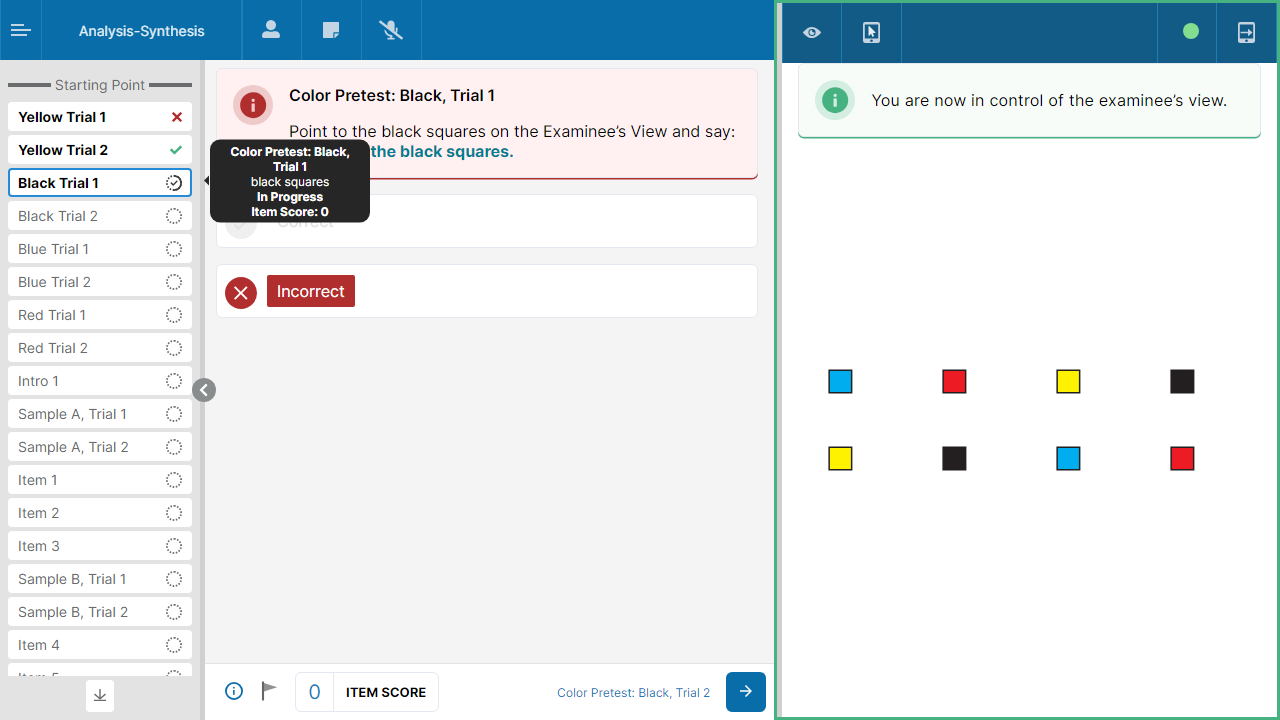 Analysis-Synthesis
Starting Point
Yellow Trial 1
Yellow Trial 2
Black Trial 1
Black Trial 2
Blue Trial 1
Blue Trial 2
Red Trial 1
Red Trial 2
Intro 1
Sample A, Trial 1
Sample A, Trial 2
Item 1
Item 2
Item 3
Sample B, Trial 1
Sample B, Trial 2
Item 4
Item 5
Color Pretest: Black, Trial 1
Point to the black squares on the Examinee’s View and say:
the black squares.
Color Pretest: Black,
Trial 1
black squares
In Progress
Item Score: 0
Correct
Incorrect
0 ITEM SCORE
Color Pretest: Black, Trial 2
You are now in control of the examinee’s view.